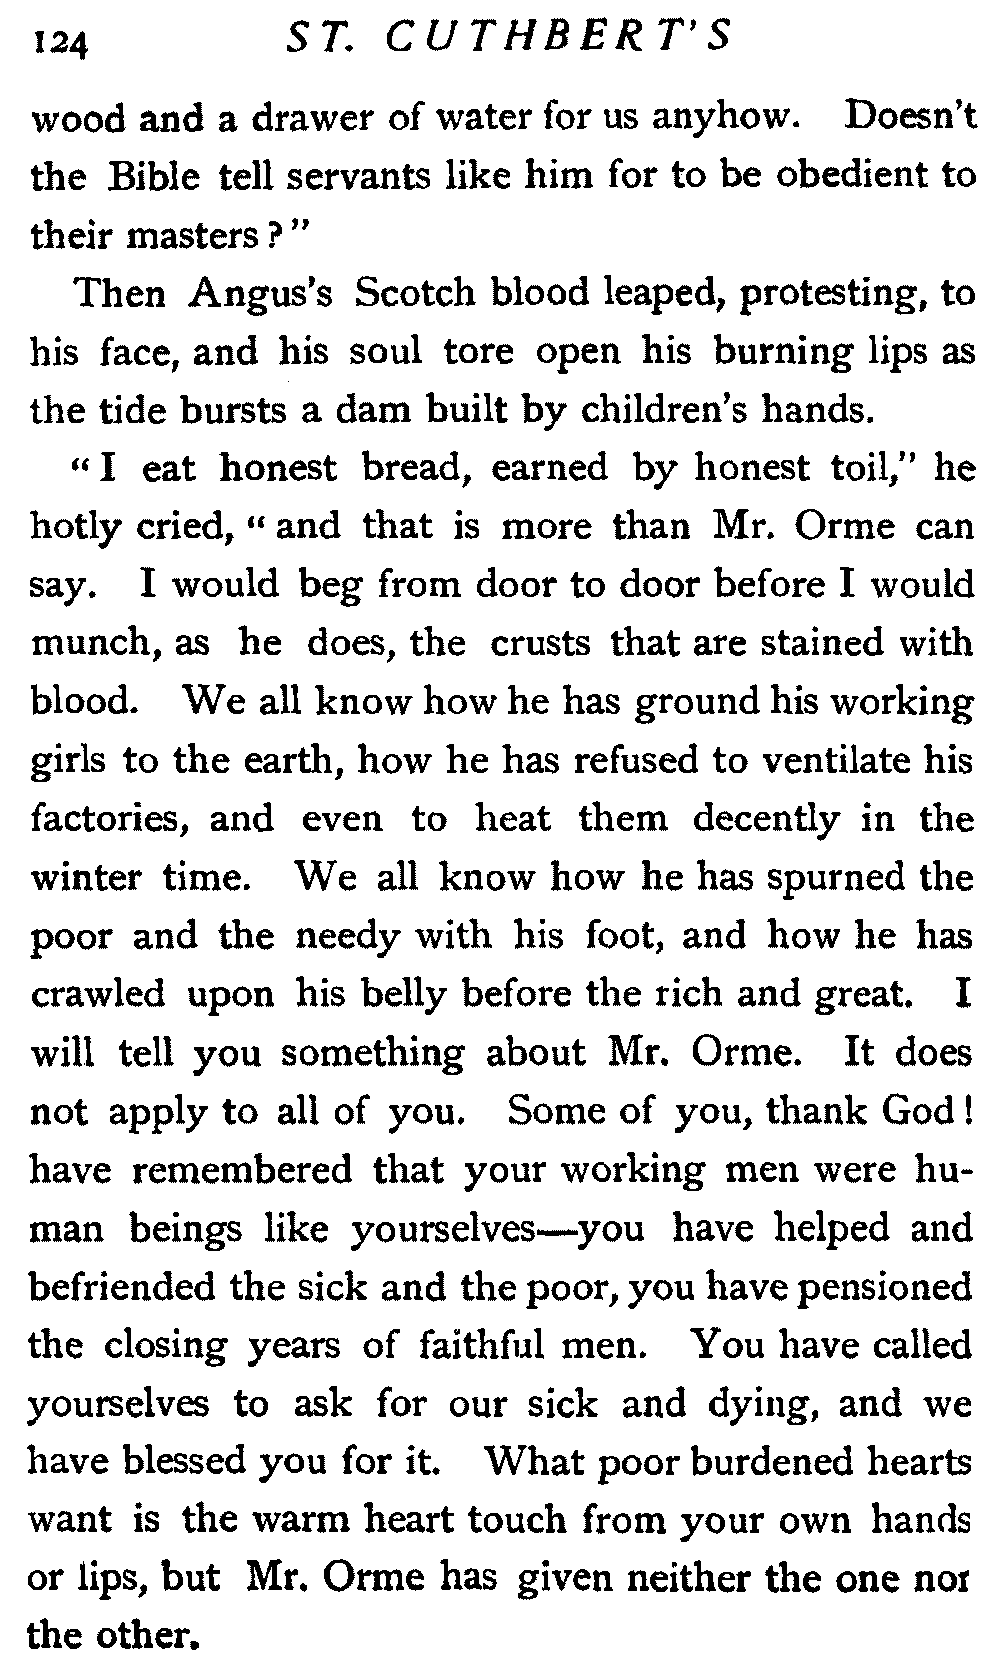 124 ST. CUTHBERT'S
wood and a drawer of water for us anyhow. Doesn't
the Bible tell servants like him for to be obedient to
their masters?"
Then Angus's Scotch blood leaped, protesting, to
his face, and his soul tore open his burning lips as
the tide bursts a dam built by children's hands.
"I eat honest bread, earned by honest toil," he
hotly cried, "and that is more than Mr. Orme can
say. I would beg from door to door before I would
munch, as he does, the crusts that are stained with
blood. We all know how he has ground his working
girls to the earth, how he has refused to ventilate his
factories, and even to heat them decently in the
winter time. We all know how he has spurned the
poor and the needy with his foot, and how he has
crawled upon his belly before the rich and great. I
will tell you something about Mr. Orme. It does
not apply to all of you. Some of you, thank God!
have remembered that your working men were hu-
man beings like yourselves—you have helped and
befriended the sick and the poor, you have pensioned
the closing years of faithful men. You have called
yourselves to ask for our sick and dying, and we
have blessed you for it. What poor burdened hearts
want is the warm heart touch from your own hands
or lips, but Mr. Orme has given neither the one nor
the other.